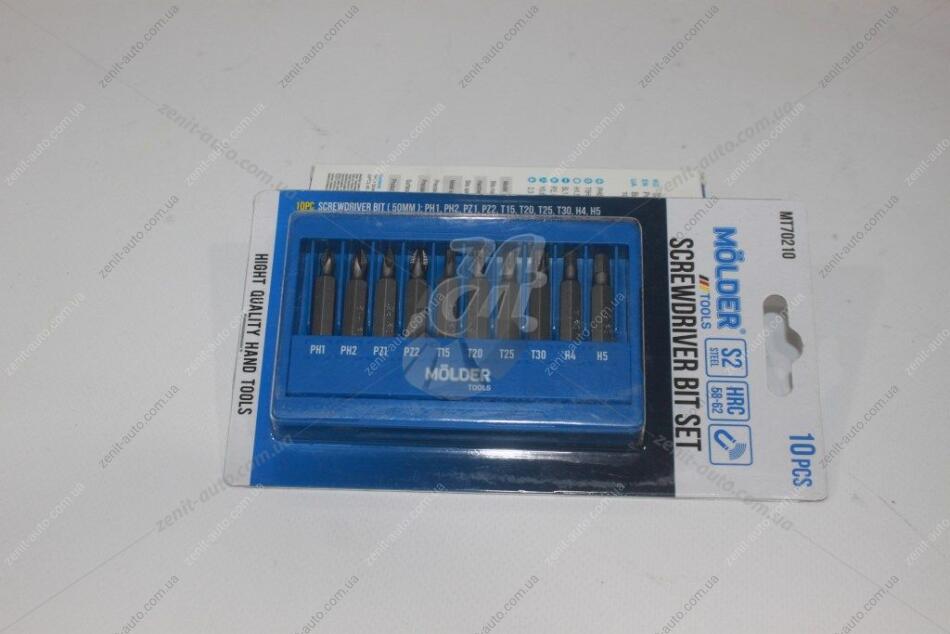 10PC. SCREWDRIVER BIT ( 50MM ): PH1, PH2, PZ1, PZ2, T15, T20, T25, T30, H4, H5
PH1 PH2 PZ1 PZ2 T15 T20 T25 T30 H4 H5
MÖLDER
TOOLS
HIGHT QUALITY HAND TOOLS
MT70210
MÖLDER®
TOOLS
SCREWDRIVER BIT SET
S2
STEEL
HRC
58-62
10 PCS
zenit-auto.com.ua